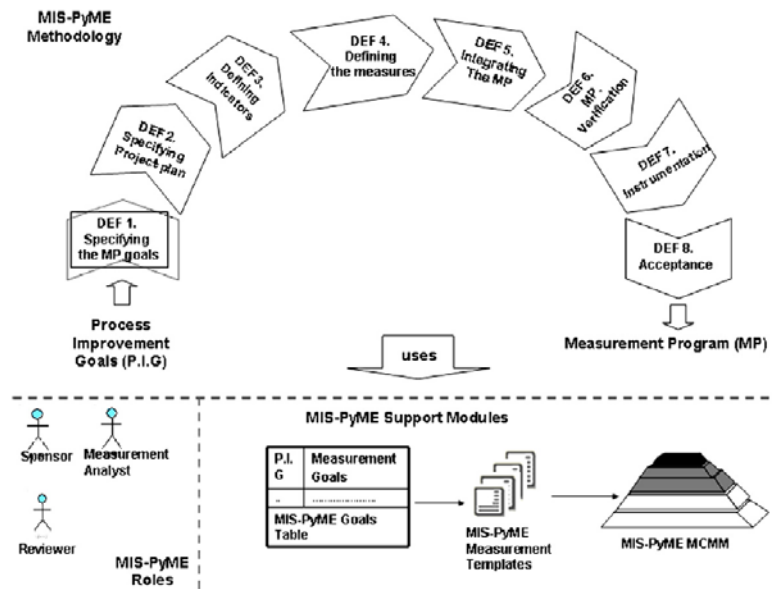 MIS-PyME
Methodology
DEF 1.
Specifying
the MP goals
DEF 2.
Specifying
Project plan
DEF 3.
Defining
Indicators
DEF 4.
Defining
the measures
DEF 5.
Integrating
The MP
DEF 6.
MP.
Verification
DEF 7.
Instrumentation
DEF 8.
Acceptance
Process
Improvement
Goals (P.I.G)
Measurement Program (MP)
uses
Sponsor
Measurement
Analyst
Reviewer
MIS-PyME
Roles
MIS-PyME Support Modules
P.I.
G
Measurement
Goals
MIS-PyME Goals
Table
MIS-PyME
Measurement
Templates
MIS-PyME MCMM